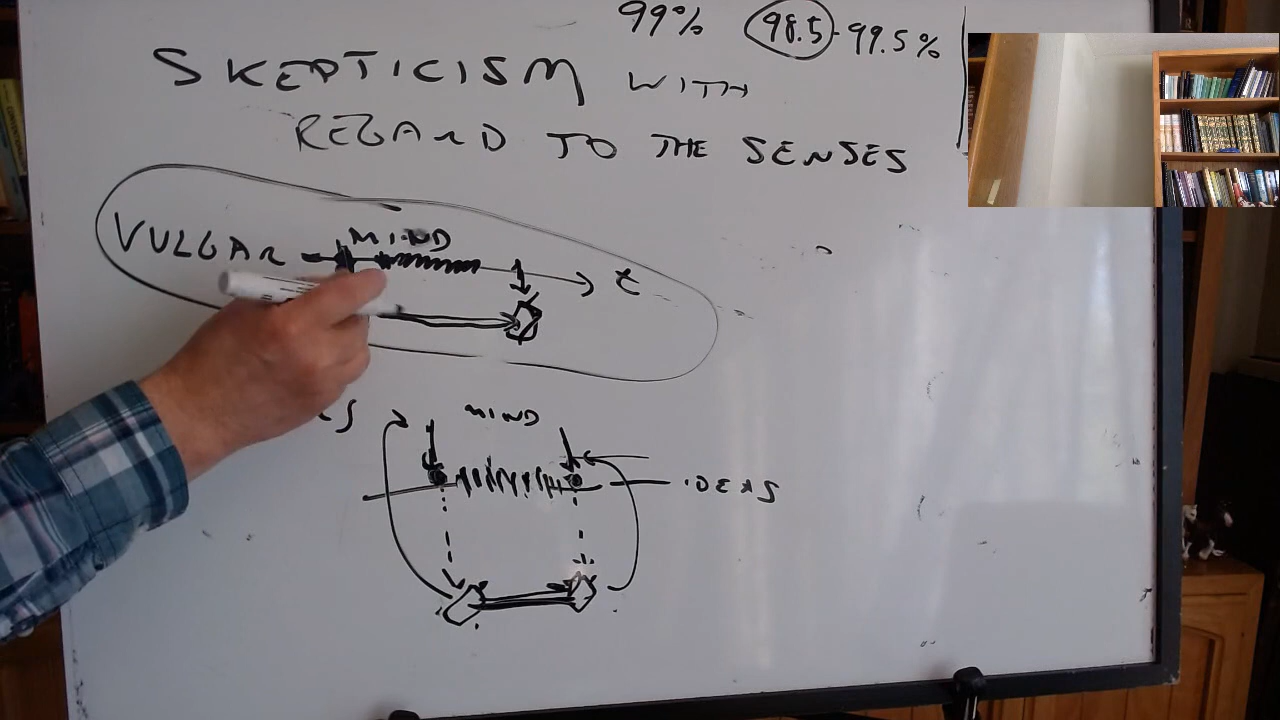 99% 98.5-99.5%
SKEPTICISM WITH
REGARD TO THE SENSES
VULGAR MIND
t
MIND
IDEAS